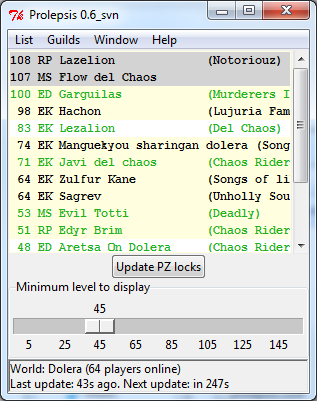 Prolepsis 0.6_svn
List Guilds Window Help
108 RP Lazelion (Notoriouz)
107 MS Flow del Chaos
100 ED Garguilas (Murderers I
98 EK Hachon (Lujuria Fam
83 EK Lezalion (Del Chaos)
74 EK Manguekyou sharingan dolera (Song
71 EK Javi del chaos (Chaos Rider
64 EK Zulfur Kane (Songs of li
64 EK Sagrev (Unholly Sou
53 MS Evil Totti (Deadly)
51 RP Edyr Brim (Chaos Rider
48 ED Aretsa On Dolera (Chaos Rider
Update PZ locks
Minimum level to display
45
5 25 45 65 85 105 125 145
World: Dolera (64 players online)
Last update: 43s ago. Next update: in 247s